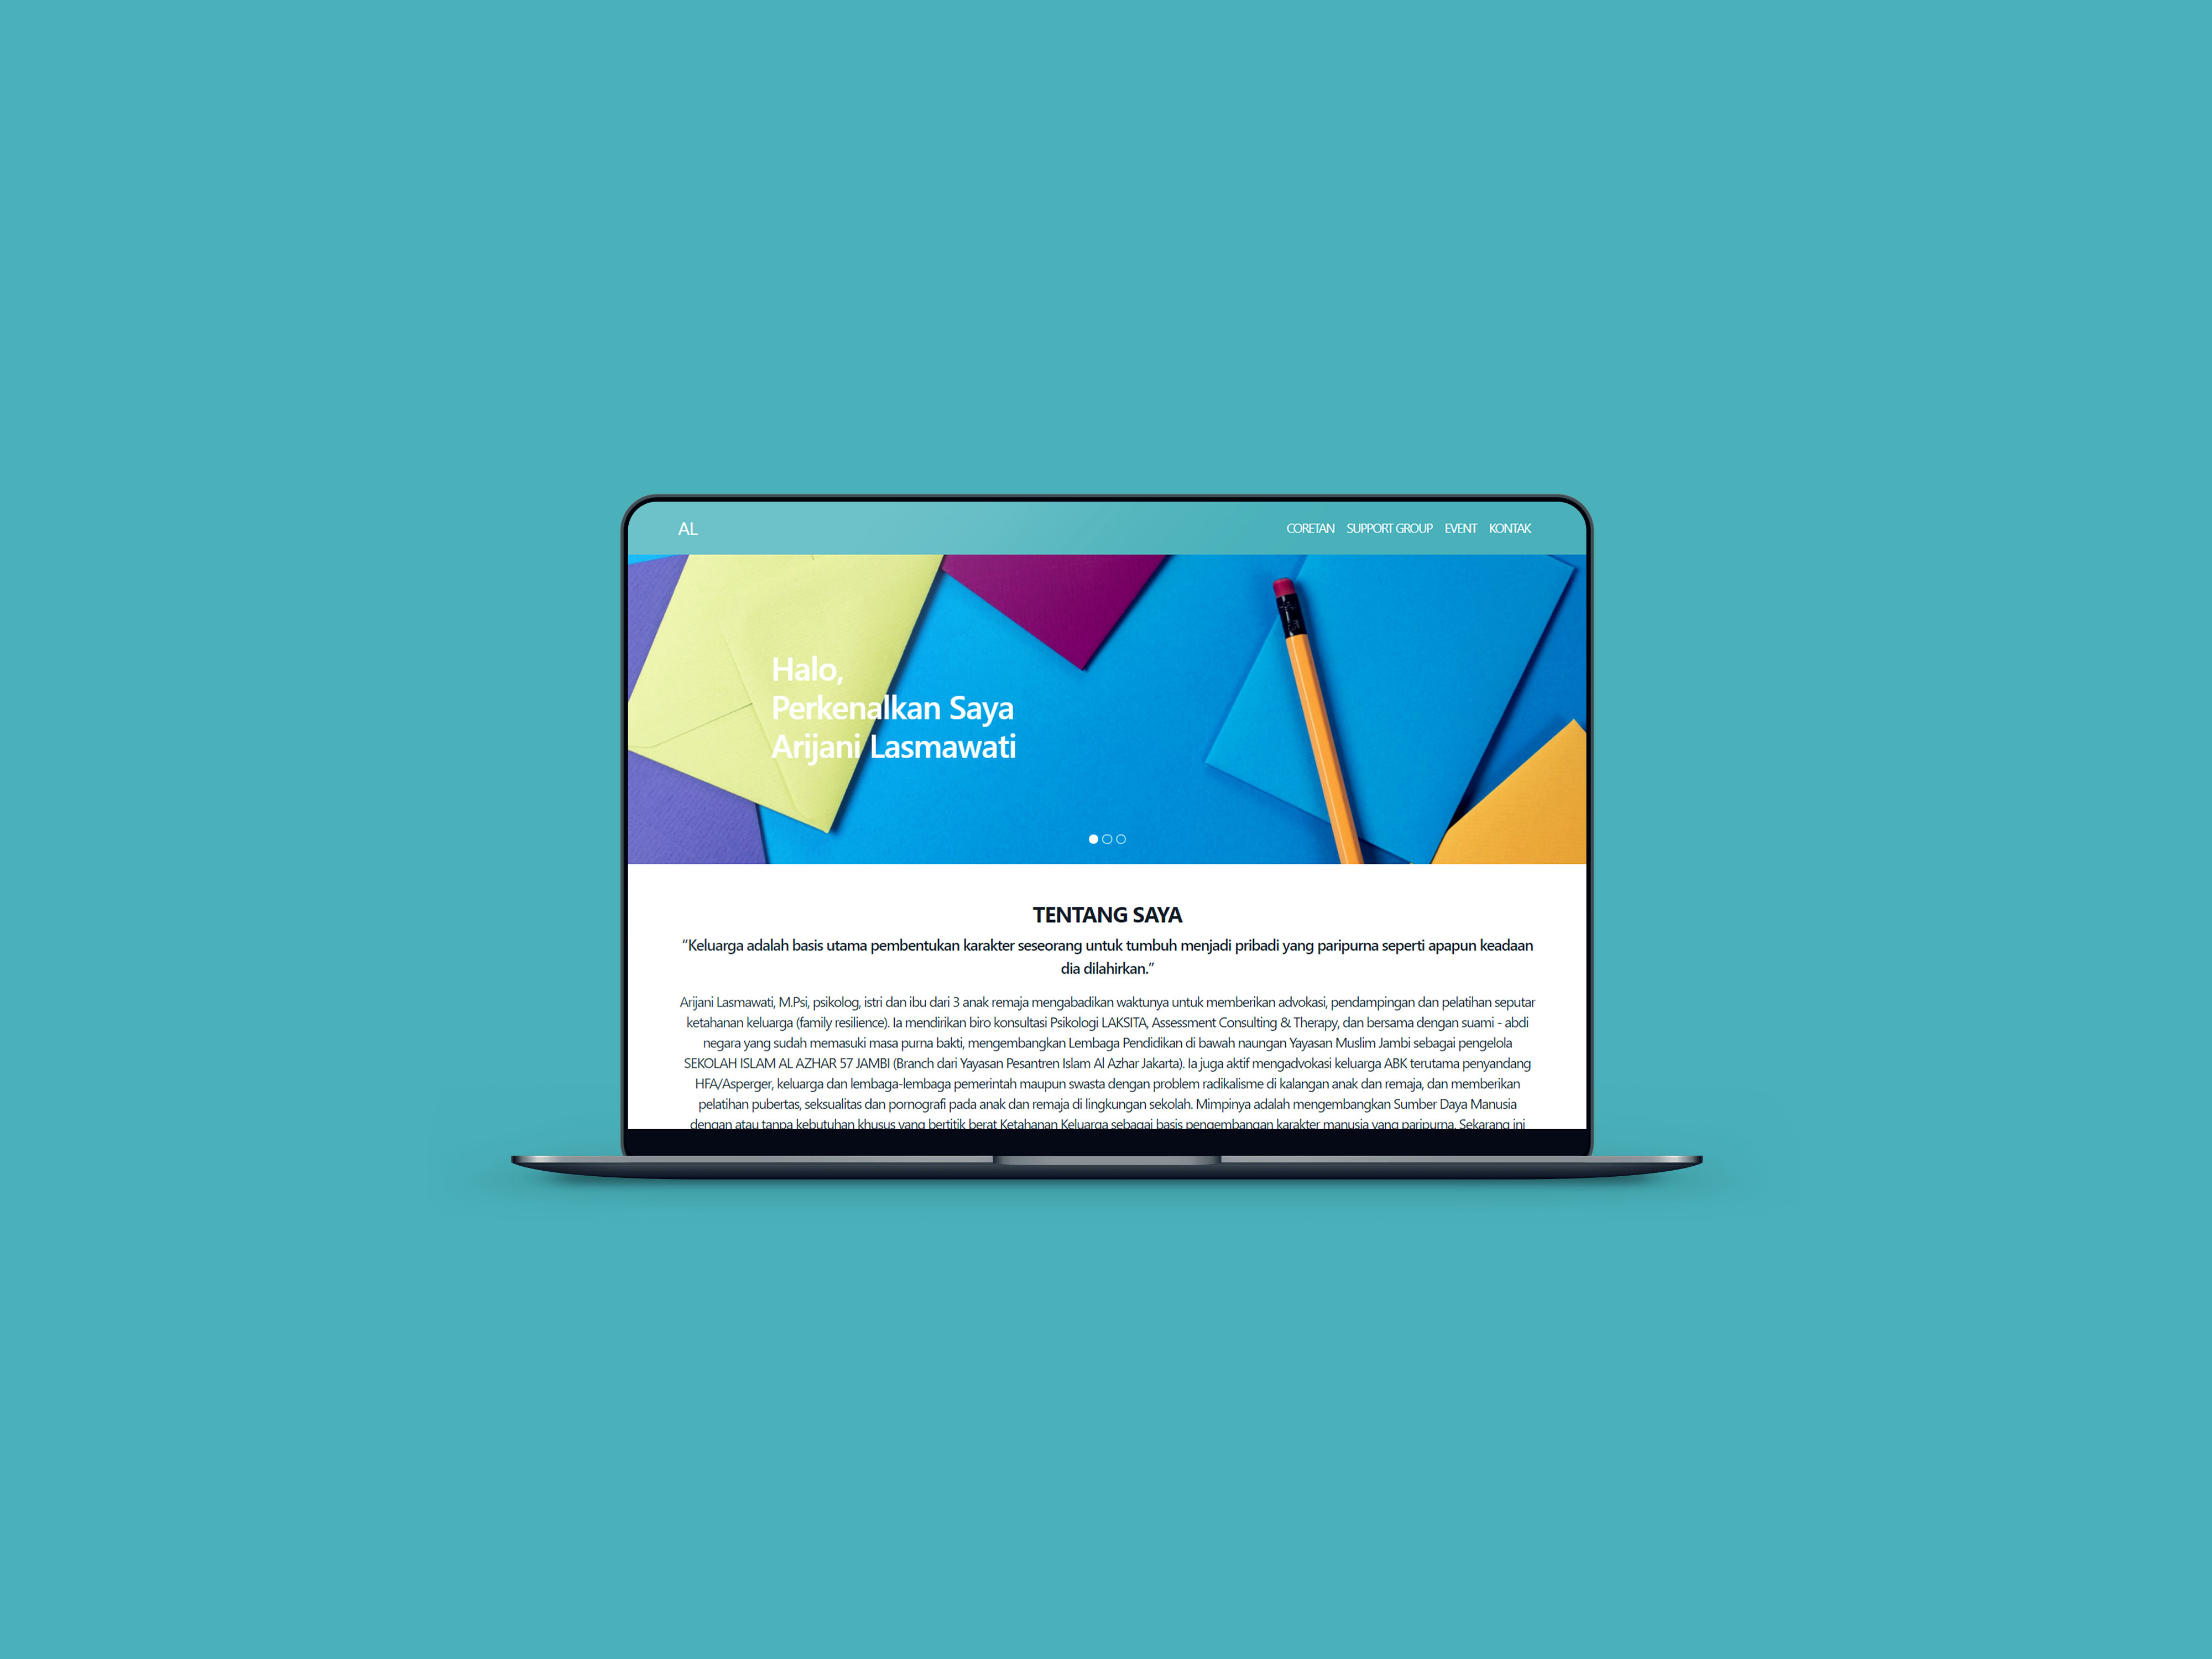 AL
CORETAN SUPPORT GROUP EVENT KONTAK
Halo,
Perkenalkan Saya
Arijani Lasmawati
TENTANG SAYA
“Keluarga adalah basis utama pembentukan karakter seseorang untuk tumbuh menjadi pribadi yang paripurna seperti apapun keadaan
dia dilahirkan.”
Arijani Lasmawati, M.Psi, psikolog, istri dan ibu dari 3 anak remaja mengabadikan waktunya untuk memberikan advokasi, pendampingan dan pelatihan seputar
ketahanan keluarga (family resilience). Ia mendirikan biro konsultasi Psikologi LAKSITA, Assessment Consulting & Therapy, dan bersama dengan suami - abdi
negara yang sudah memasuki masa purna bakti, mengembangkan Lembaga Pendidikan di bawah naungan Yayasan Muslim Jambi sebagai pengelola
SEKOLAH ISLAM AL AZHAR 57 JAMBI (Branch dari Yayasan Pesantren Islam Al Azhar Jakarta). Ia juga aktif mengadvokasi keluarga ABK terutama penyandang
HFA/Asperger, keluarga dan lembaga-lembaga pemerintah maupun swasta dengan problem radikalisme di kalangan anak dan remaja, dan memberikan
pelatihan pubertas, seksualitas dan pornografi pada anak dan remaja di lingkungan sekolah. Mimpinya adalah mengembangkan Sumber Daya Manusia
dengan atau tanpa kebutuhan khusus yang bertitik berat Ketahanan Keluarga sebagai basis pengembangan karakter manusia yang paripurna. Sekarang ini